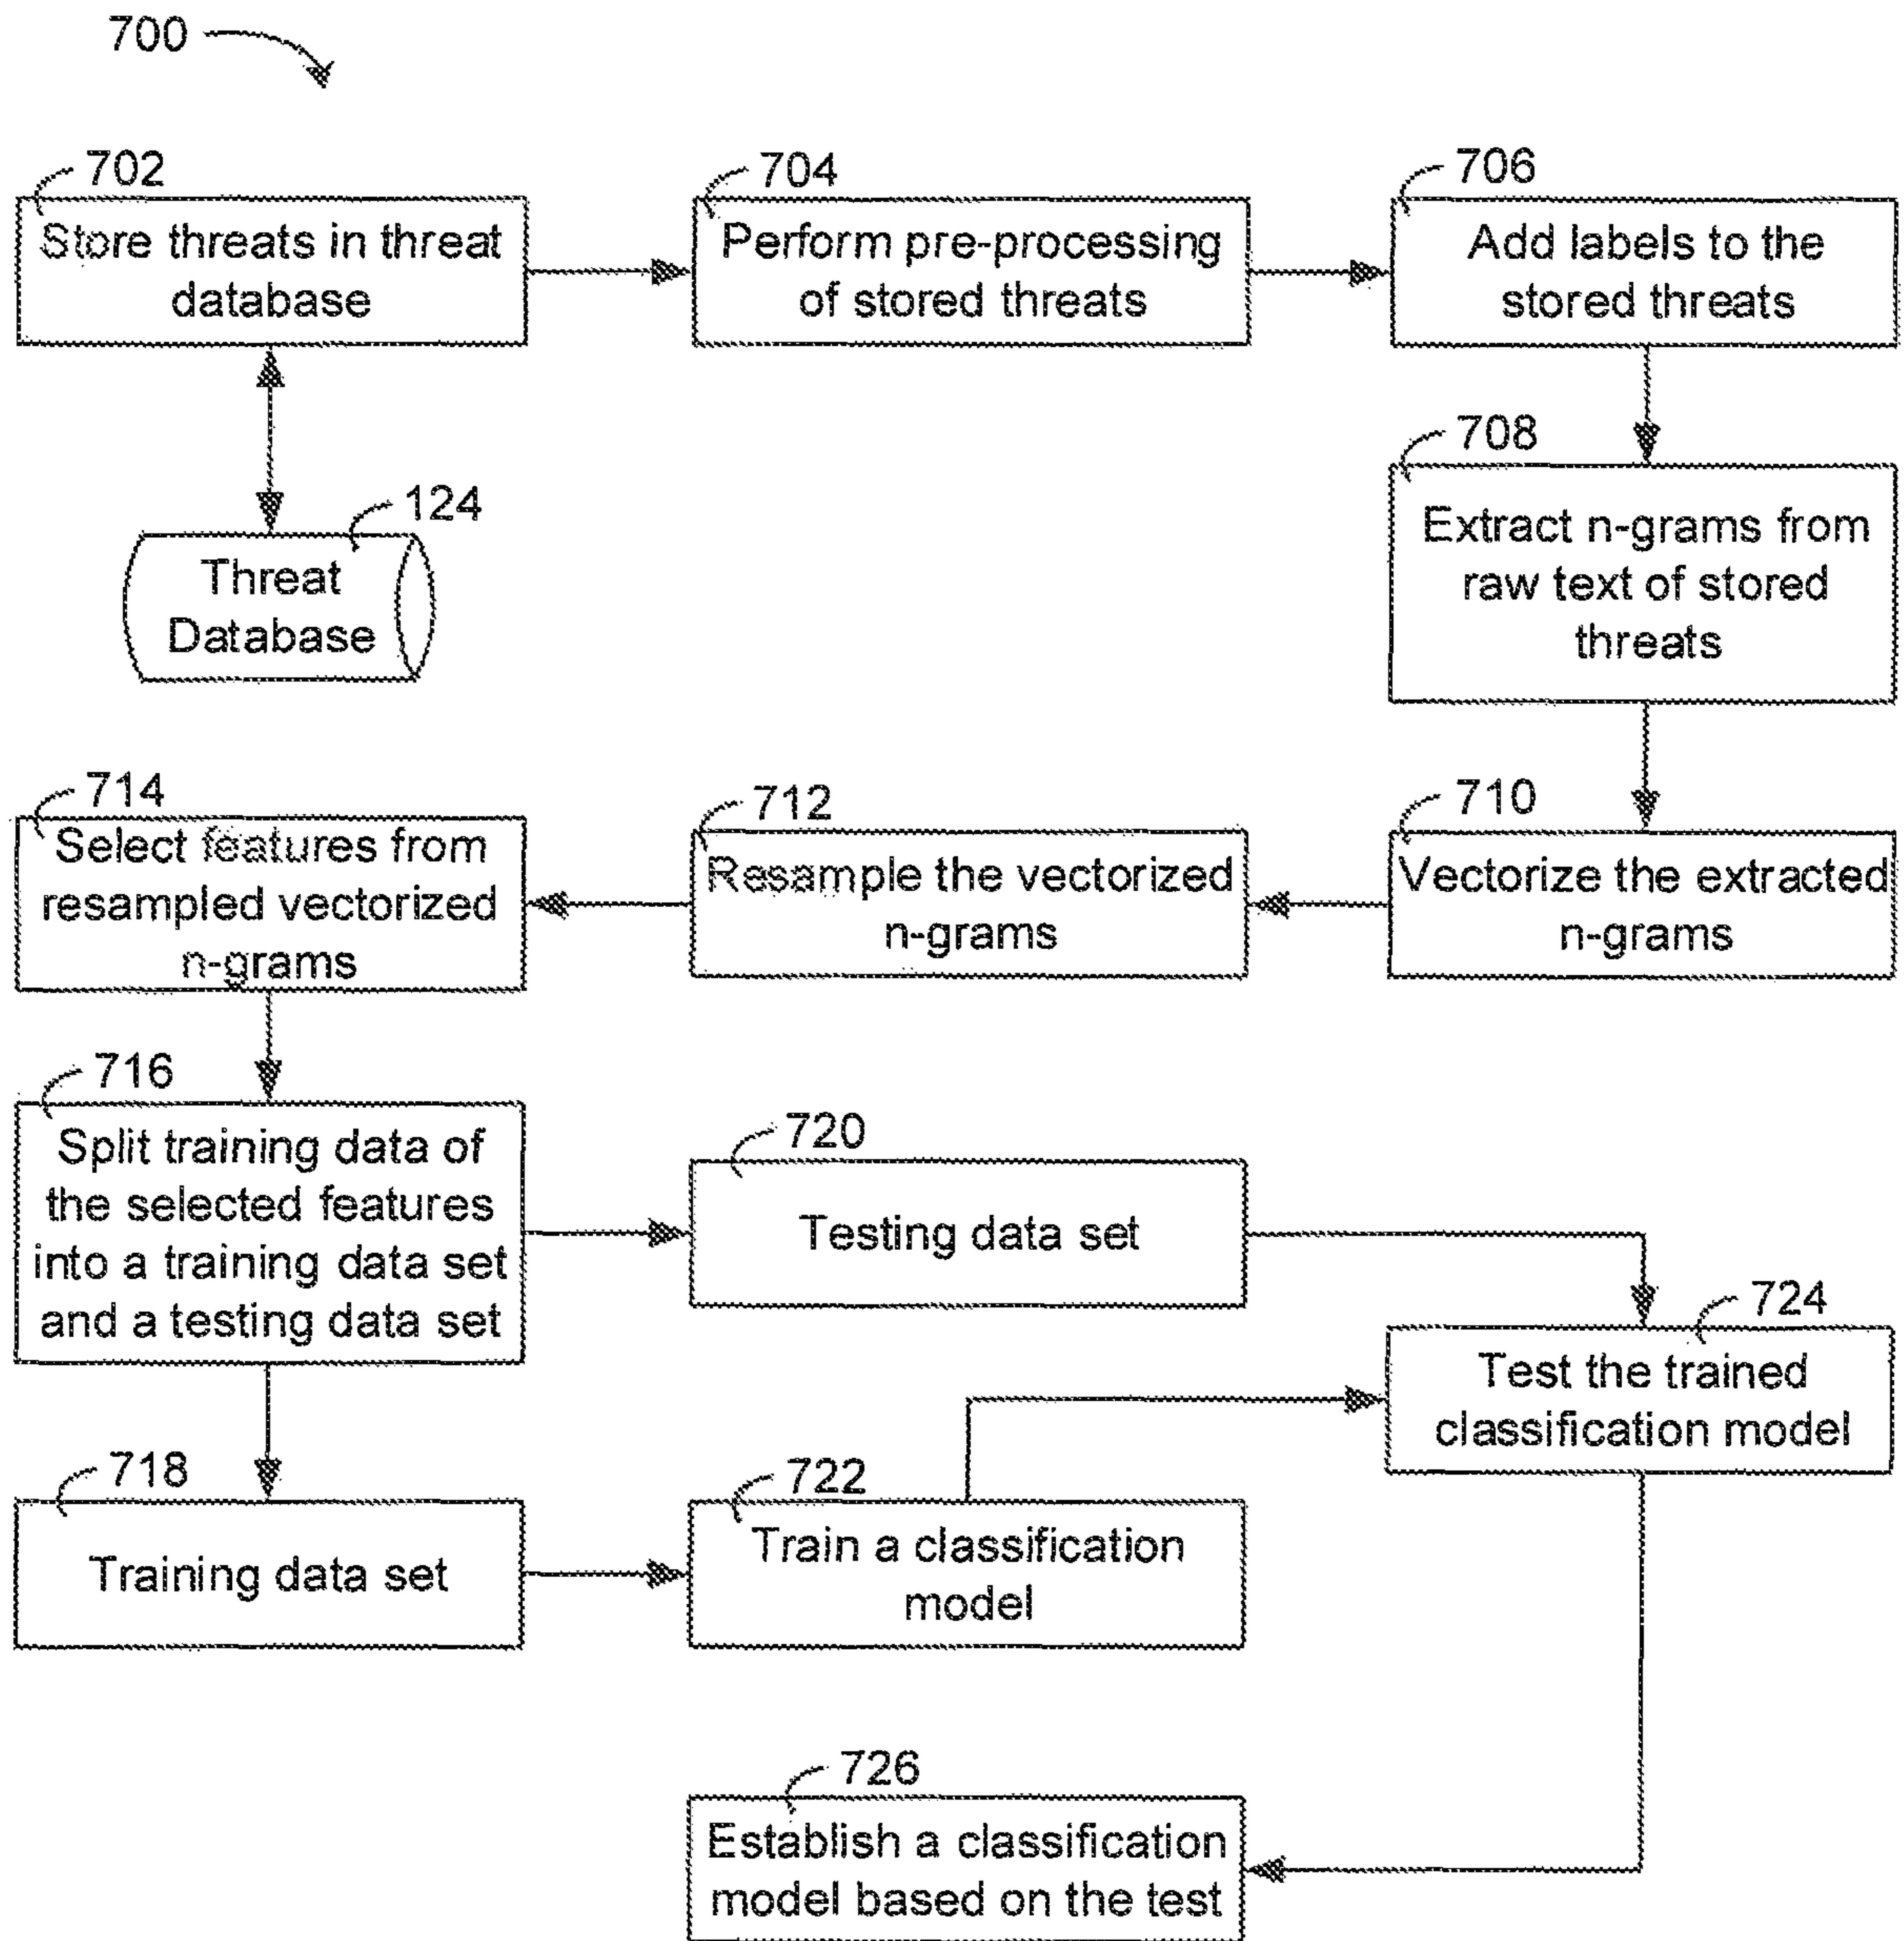 700
702
Store threats in threat
database
704
Perform pre-processing
of stored threats
706
Add labels to the
stored threats
124
Threat
Database
708
Extract n-grams from
raw text of stored
threats
710
Vectorize the extracted
n-grams
712
Resample the vectorized
n-grams
714
Select features from
resampled vectorized
n-grams
716
Split training data of
the selected features
into a training data set
and a testing data set
720
Testing data set
718
Training data set
722
Train a classification
model
724
Test the trained
classification model
726
Establish a classification
model based on the test